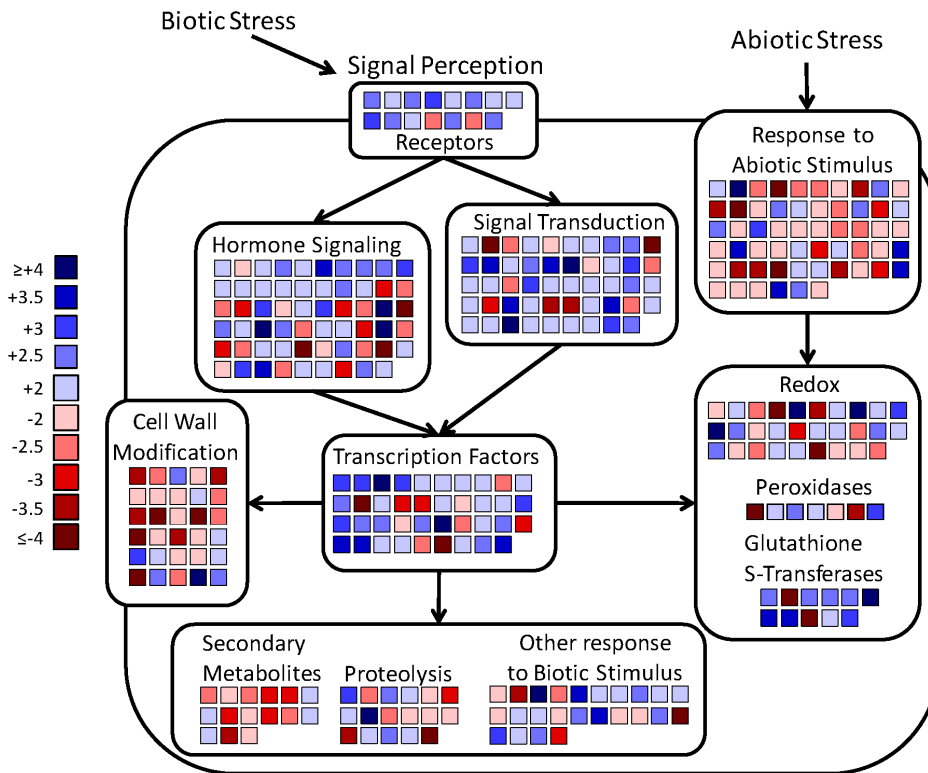 Biotic Stress
Abiotic Stress
Signal Perception
Receptors
Response to
Abiotic Stimulus
Hormone Signaling
Signal Transduction
≥+4
+3.5
+3
+2.5
+2
-2
-2.5
-3
-3.5
≤-4
Redox
Cell Wall
Modification
Transcription Factors
Peroxidases
Glutathione
S-Transferases
Secondary
Metabolites
Proteolysis
Other response
to Biotic Stimulus